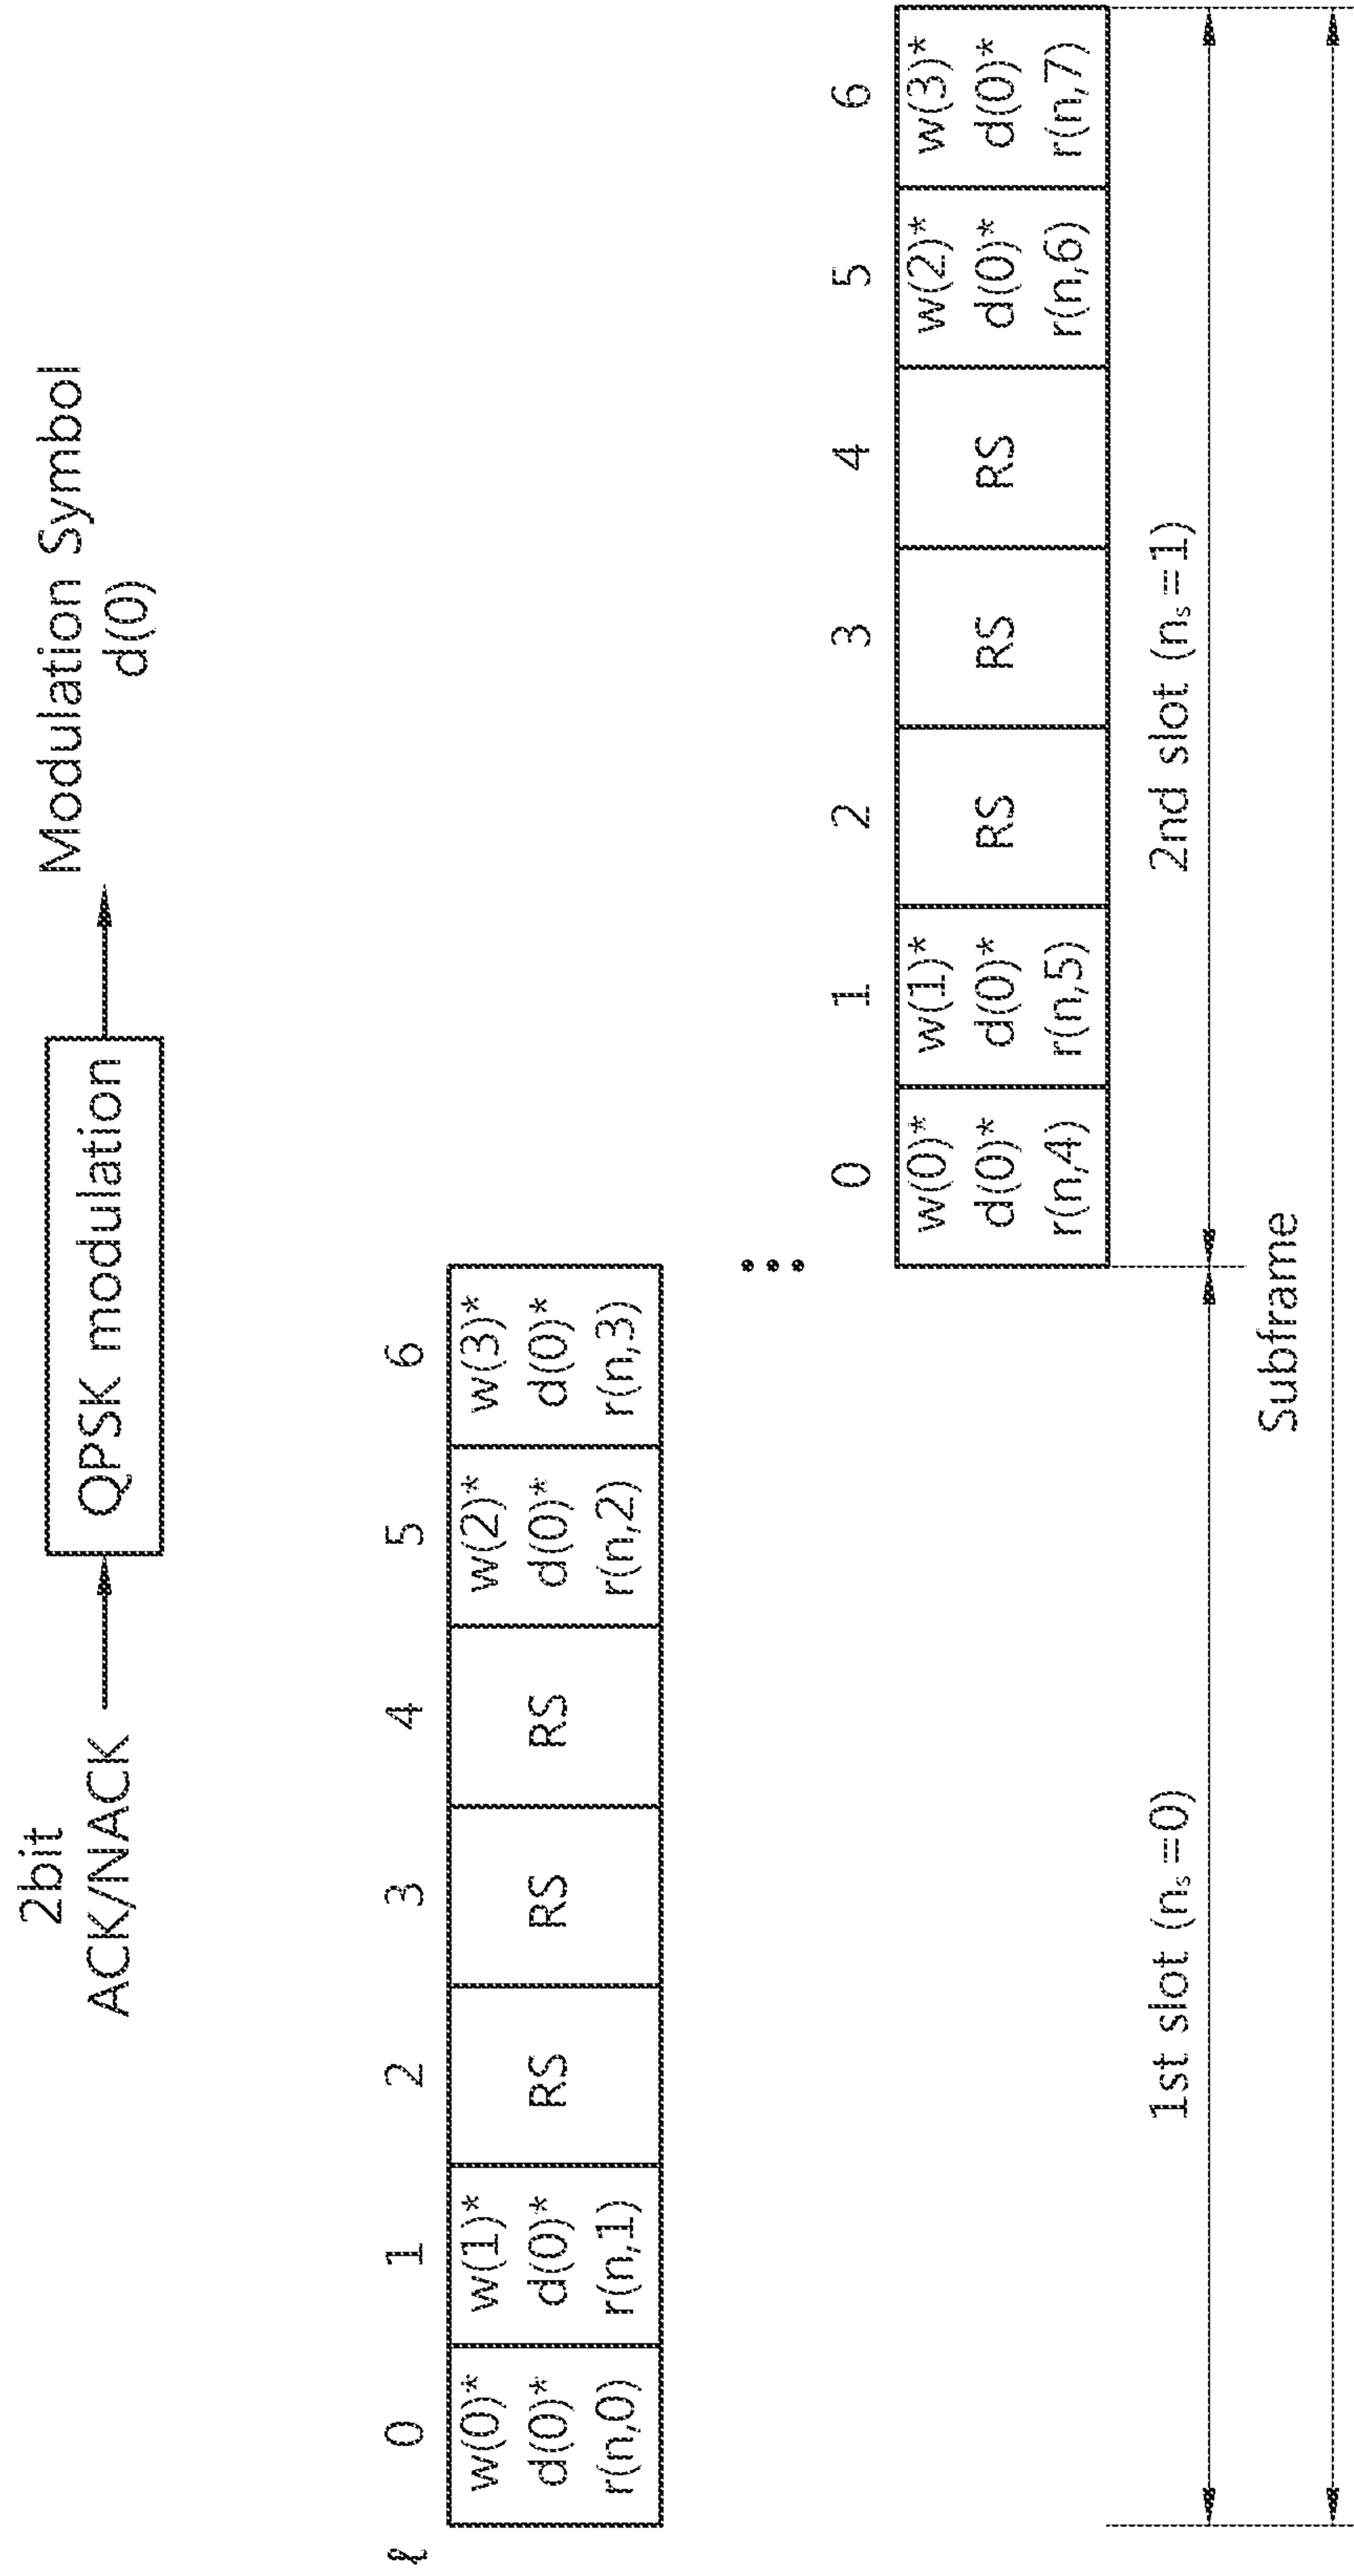 2bit
ACK/NACK
QPSK modulation
Modulation Symbol
d(0)
ℓ
0 1 2 3 4 5 6
w(0)* w(1)* RS RS RS w(2)* w(3)*
d(0)* d(0)* d(0)* d(0)*
r(n,0) r(n,1) r(n,2) r(n,3)
0 1 2 3 4 5 6
w(0)* w(1)* RS RS RS w(2)* w(3)*
d(0)* d(0)* d(0)* d(0)*
r(n,4) r(n,5) r(n,6) r(n,7)
1st slot (nₛ=0) 2nd slot (nₛ=1)
Subframe